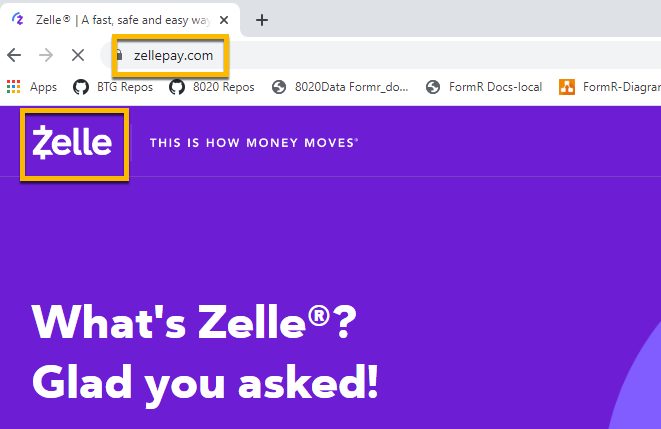 Zelle® | A fast, safe and easy way
zellepay.com
Apps BTG Repos 8020 Repos 8020Data Formr_do... FormR Docs-local FormR-Diagran
Zelle THIS IS HOW MONEY MOVES®
What's Zelle®?
Glad you asked!